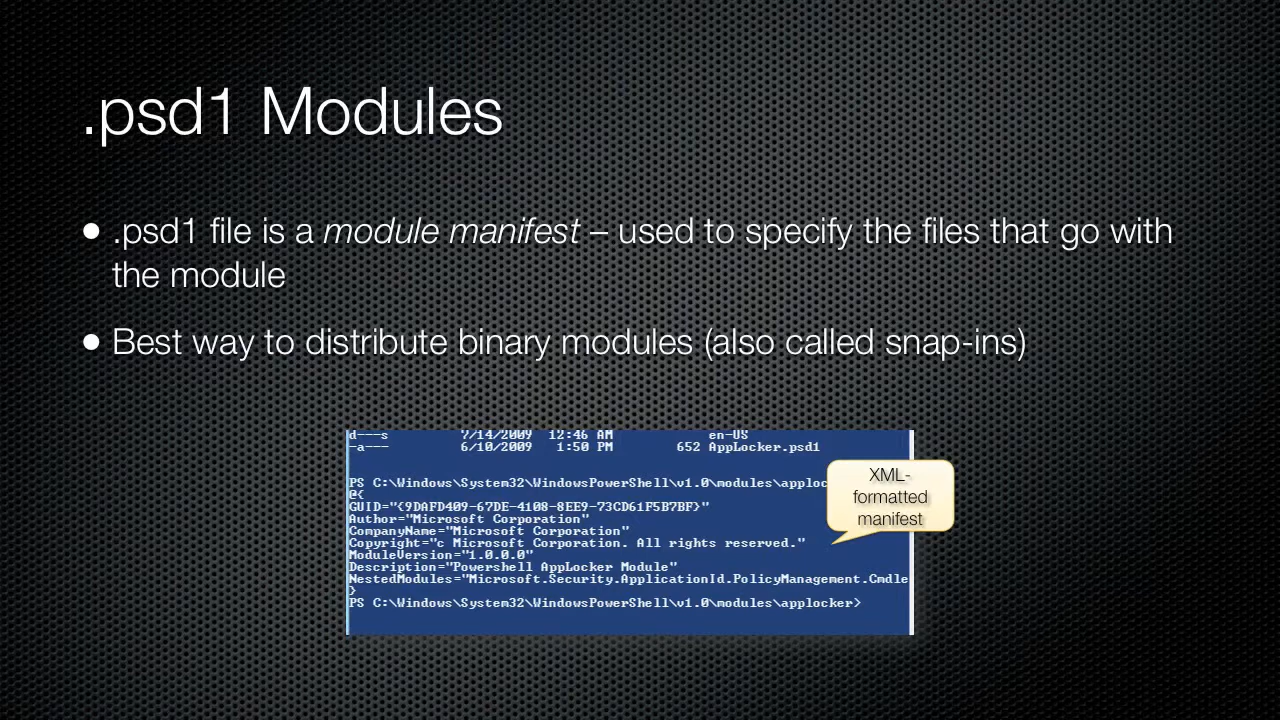 .psd1 Modules
● .psd1 file is a module manifest – used to specify the files that go with
the module
● Best way to distribute binary modules (also called snap-ins)
d---s 7/14/2009 12:46 AM en-US
-a--- 6/10/2009 1:50 PM 652 AppLocker.psd1
PS C:\Windows\System32\WindowsPowerShell\v1.0\modules\apploc
@{
GUID="{9DAFD409-67DE-4108-8EE9-73CD61F5B7BF}"
Author="Microsoft Corporation"
CompanyName="Microsoft Corporation"
Copyright="c Microsoft Corporation. All rights reserved."
ModuleVersion="1.0.0.0"
Description="Powershell AppLocker Module"
NestedModules="Microsoft.Security.ApplicationId.PolicyManagement.Cmdle
}
PS C:\Windows\System32\WindowsPowerShell\v1.0\modules\applocker>
XML-
formatted
manifest